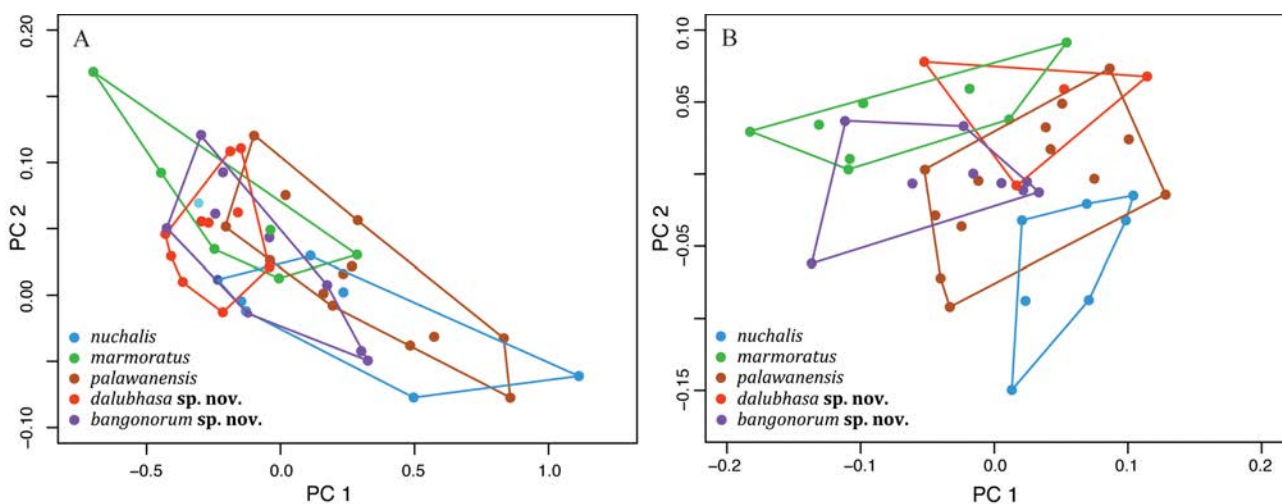 A
0.20
0.10
0.00
−0.10
PC 2
−0.5
0.0
0.5
1.0
PC 1
nuchalis
marmoratus
palawanensis
dalubhasa sp. nov.
bangonorum sp. nov.
B
0.10
0.05
−0.05
−0.15
PC 2
−0.2
−0.1
0.0
0.1
0.2
PC 1
nuchalis
marmoratus
palawanensis
dalubhasa sp. nov.
bangonorum sp. nov.